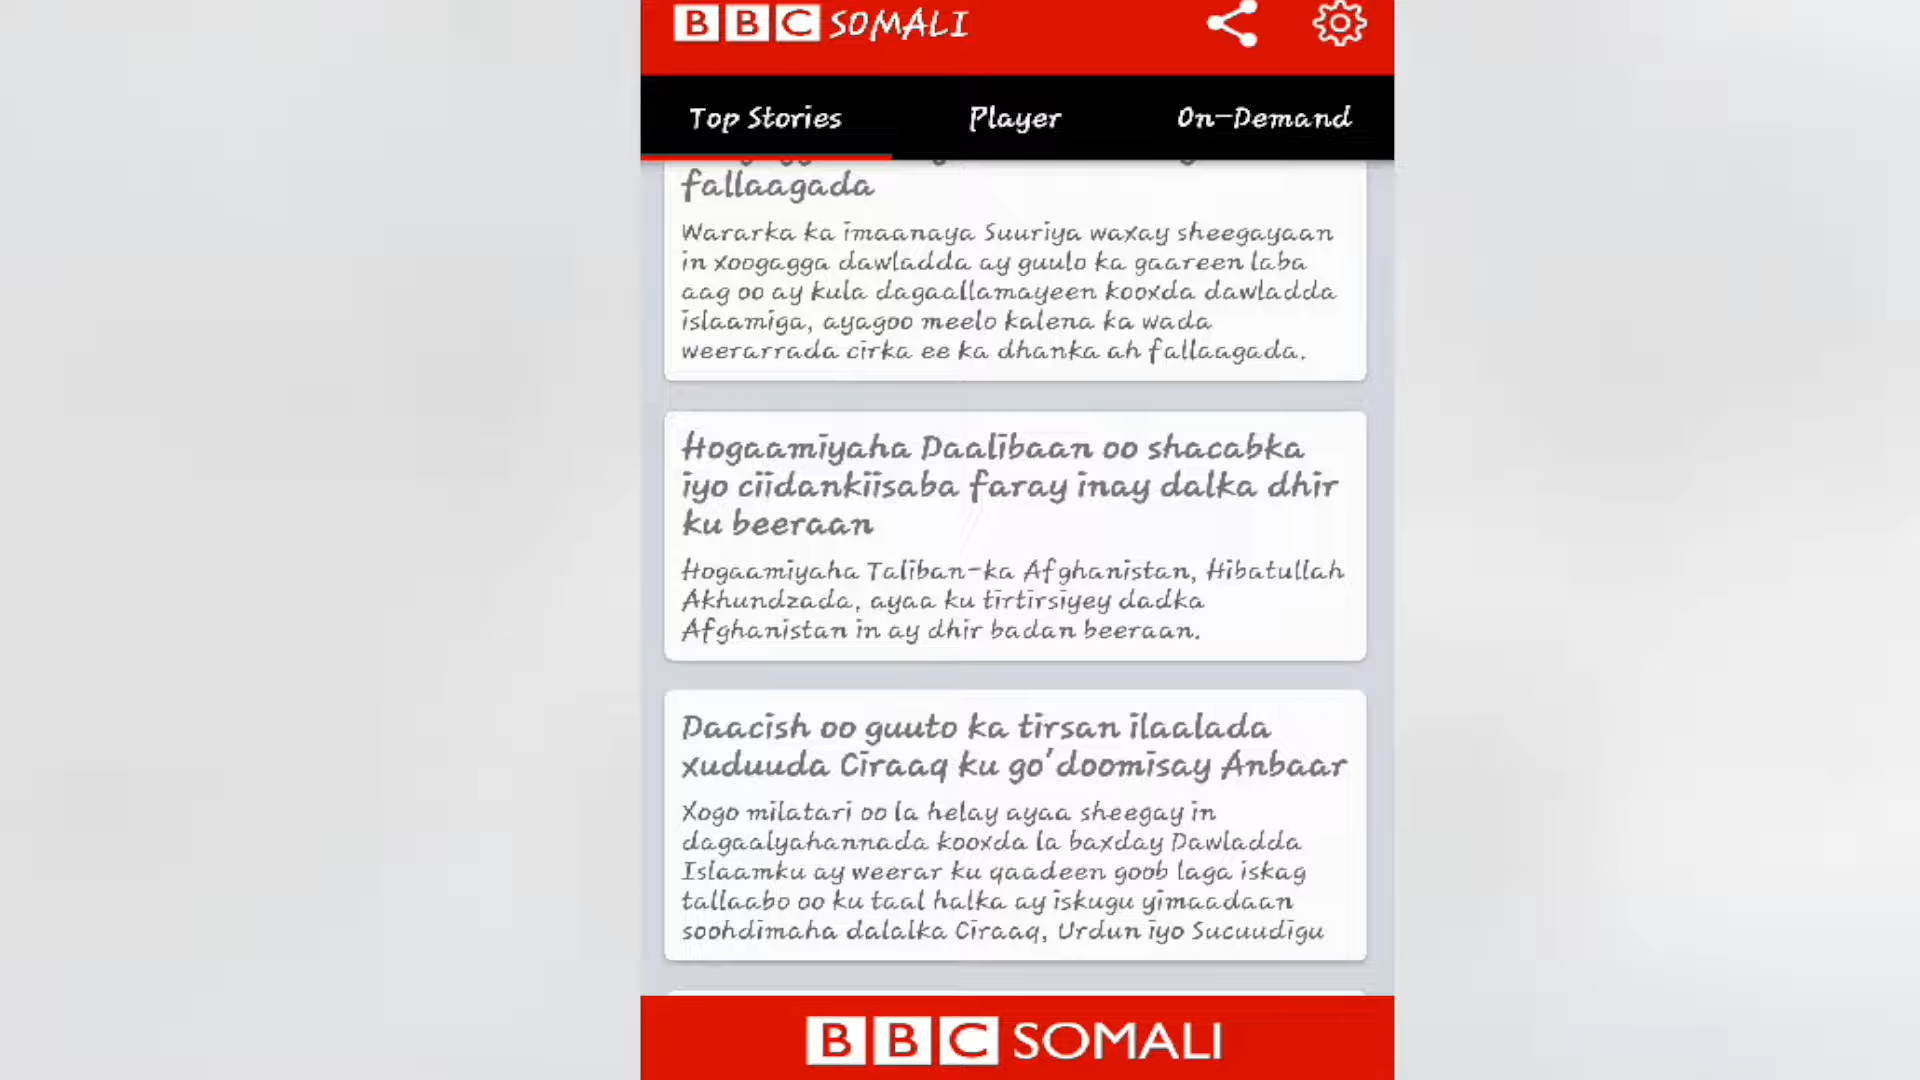 BBC SOMALI
Top Stories Player On-Demand
fallaagada
Wararka ka imaanaya Suuriya waxay sheegayaan
in xoogagga dawladda ay guulo ka gaareen laba
aag oo ay kula dagaallamayeen kooxda dawladda
islaamiga, ayagoo meelo kalena ka wada
weerarrada cirka ee ka dhanka ah fallaagada.
Hogaamiyaha Daalibaan oo shacabka
iyo ciidankiisaba faray inay dalka dhir
ku beeraan
Hogaamiyaha Taliban-ka Afghanistan, Hibatullah
Akhundzada, ayaa ku tirtirsiyey dadka
Afghanistan in ay dhir badan beeraan.
Daacish oo guuto ka tirsan ilaalada
xuduuda Ciraaq ku go'doomisay Anbaar
Xogo milatari oo la helay ayaa sheegay in
dagaalyahannada kooxda la baxday Dawladda
Islaamku ay weerar ku qaadeen goob laga iskag
tallaabo oo ku taal halka ay iskugu yimaadaan
soohdimaha dalalka Ciraaq, Urdun iyo Sucuudigu
BBC SOMALI